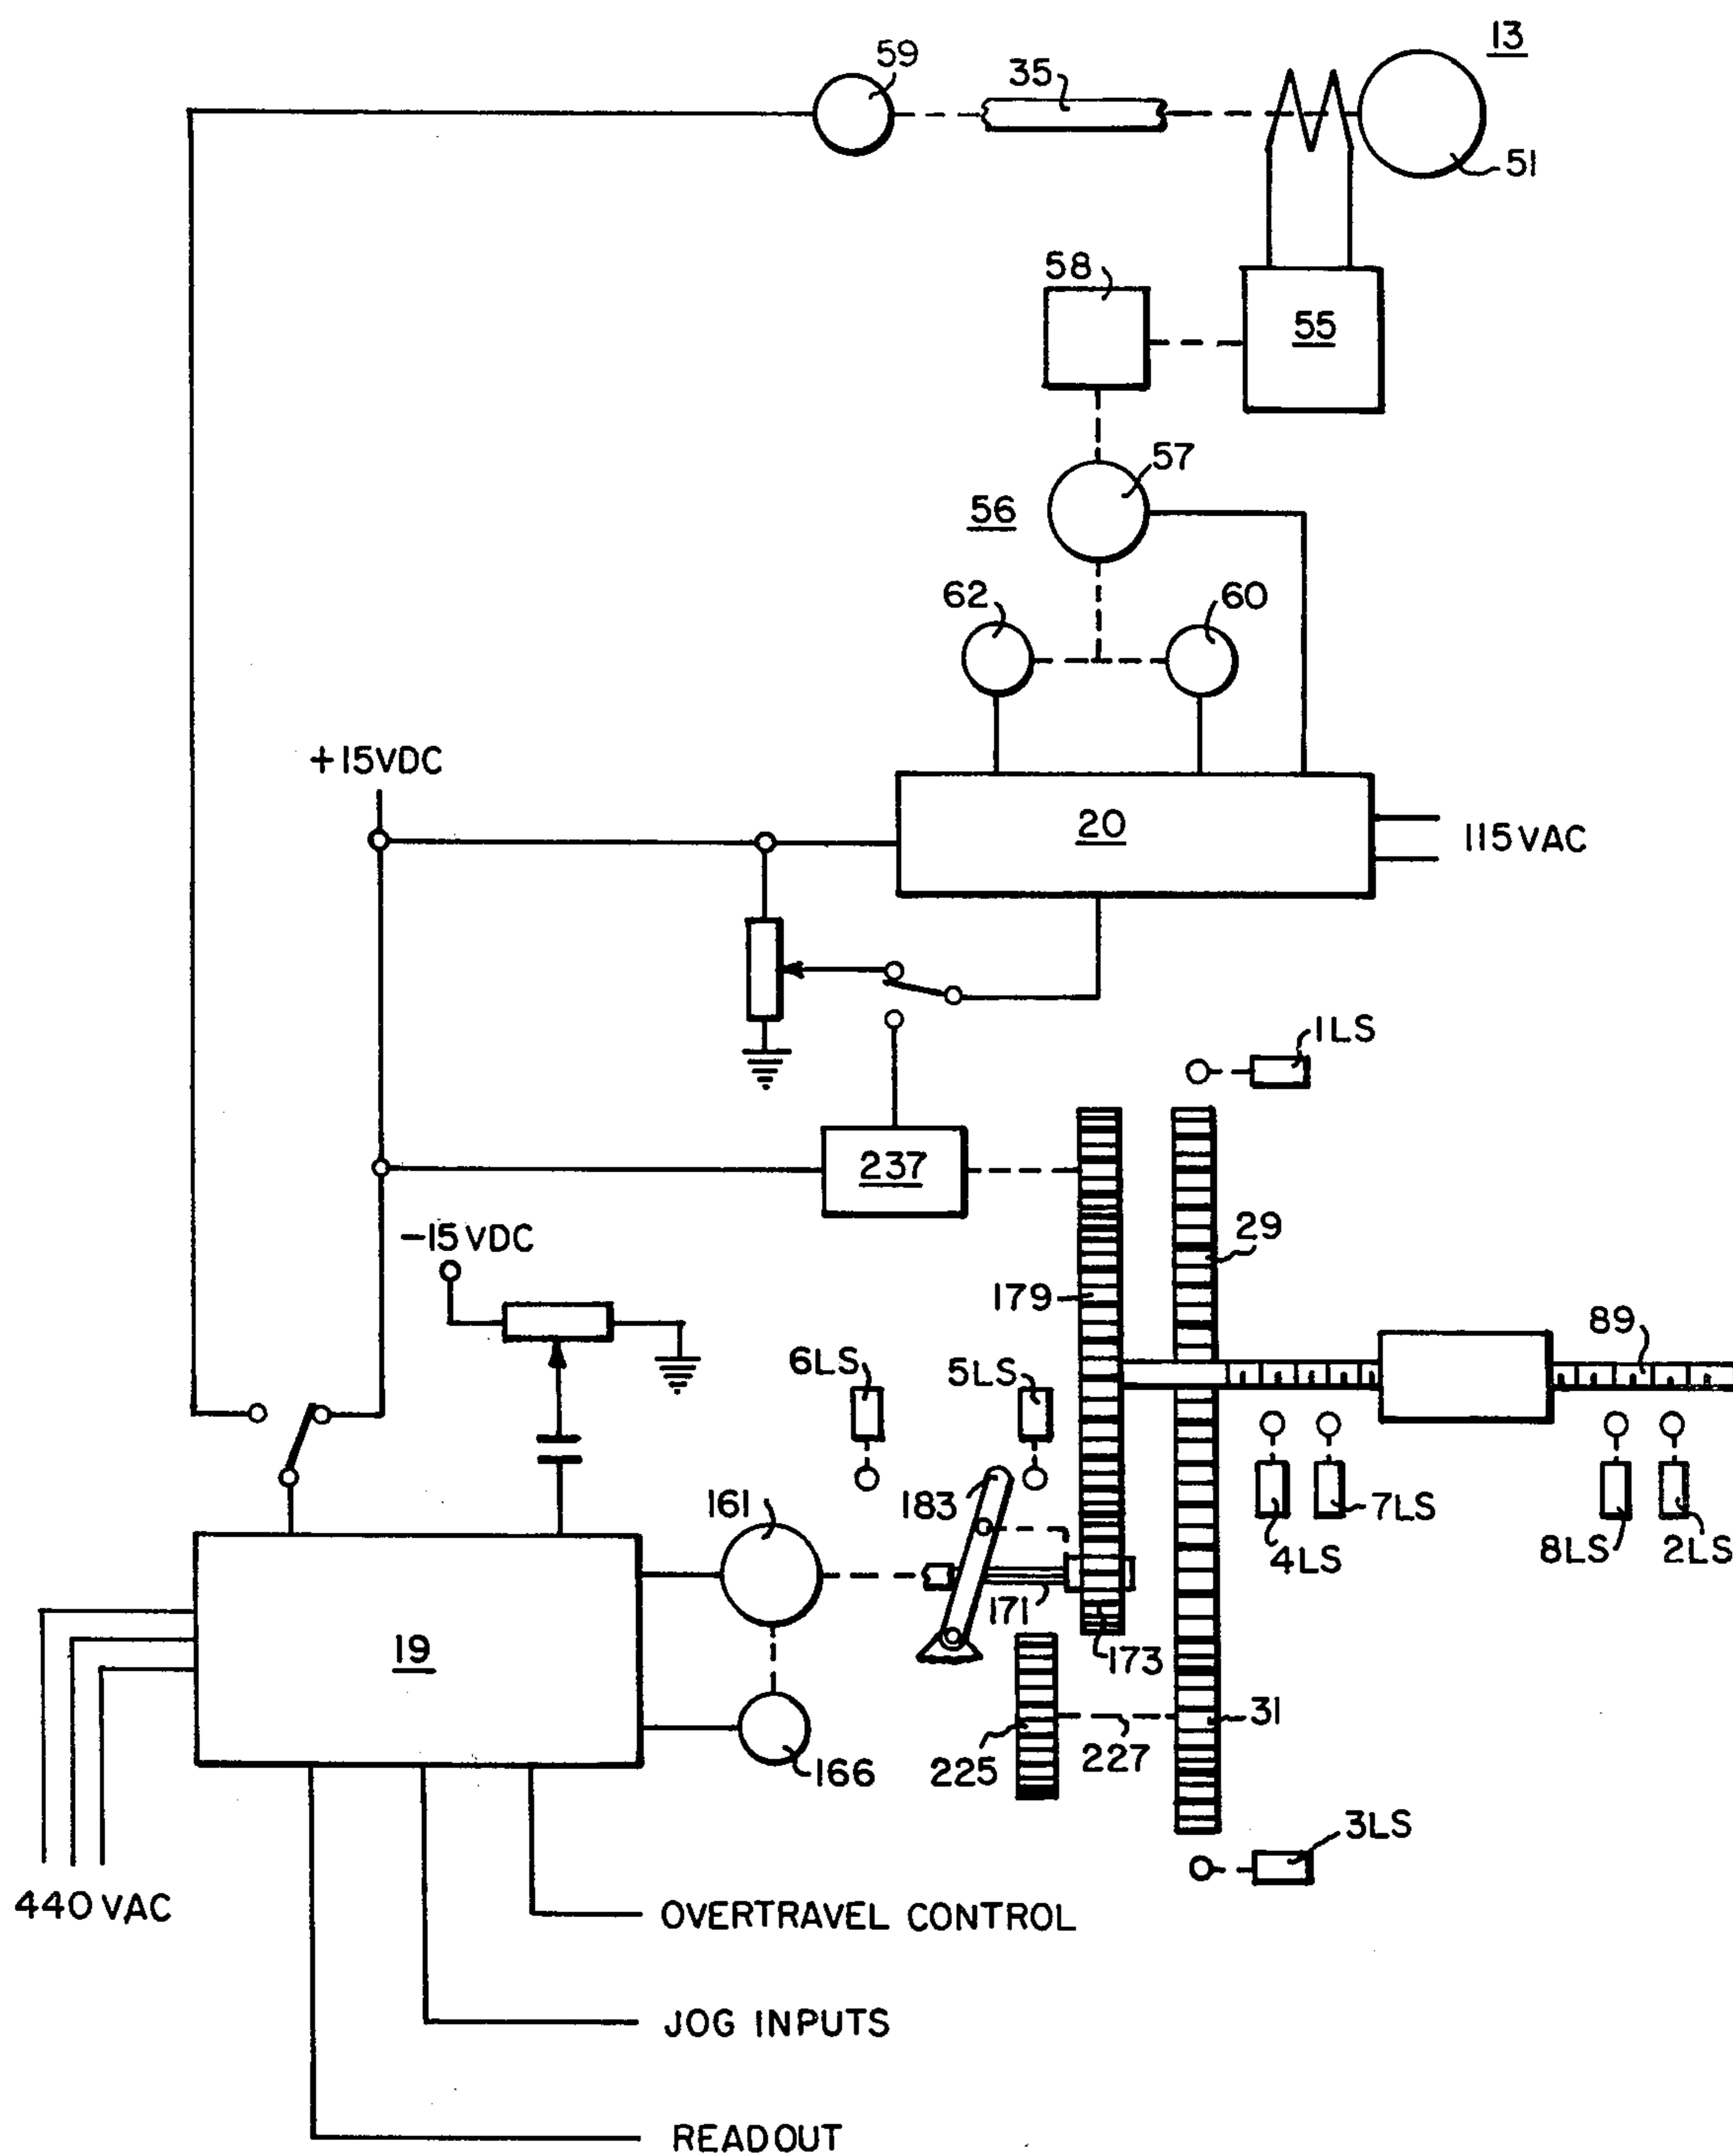 13
59
35
51
58
55
57
56
62
60
+15VDC
20
115VAC
1LS
237
29
-15VDC
179
89
6LS
5LS
183
161
4LS
7LS
8LS
2LS
171
173
19
31
225
227
166
3LS
440 VAC
OVERTRAVEL CONTROL
JOG INPUTS
READOUT